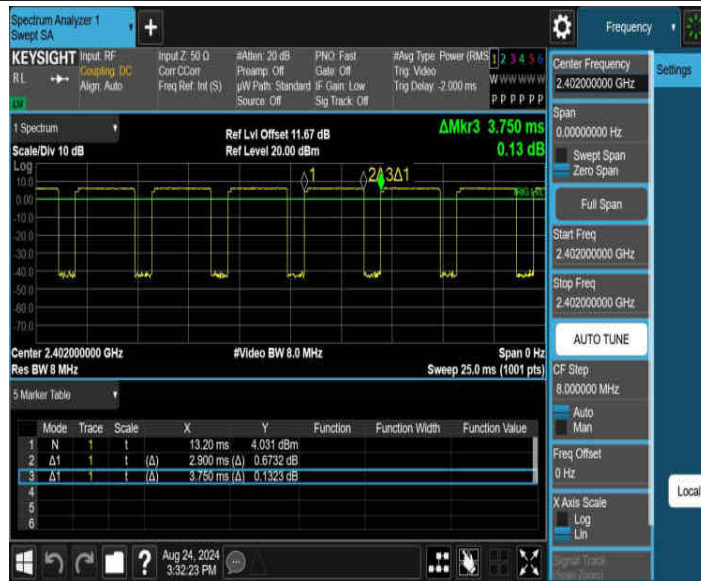 Spectrum Analyzer 1
Swept SA
Frequency
KEYSIGHT
RL
Input: RF
Coupling: DC
Align: Auto
Input Z: 50 Ω
Corr CCorr
Freq Ref: Int (S)
#Atten: 20 dB
Preamp: Off
µW Path: Standard
Source: Off
PNO: Fast
Gate: Off
IF Gain: Low
Sig Track: Off
#Avg Type: Power (RMS
Trig: Video
Trig Delay: -2.000 ms
1 2 3 4 5 6
W W W W W W
P P P P P P
1 Spectrum
Scale/Div 10 dB
Ref Lvl Offset 11.67 dB
Ref Level 20.00 dBm
ΔMkr3 3.750 ms
0.13 dB
Log
10.0
0.00
-10.0
-20.0
-30.0
-40.0
-50.0
-60.0
-70.0
1
2Δ1
3Δ1
Center 2.402000000 GHz
Res BW 8 MHz
#Video BW 8.0 MHz
Span 0 Hz
Sweep 25.0 ms (1001 pts)
5 Marker Table
Mode Trace Scale X Y Function Function Width Function Value
1 N 1 t 13.20 ms 4.031 dBm
2 Δ1 1 t (Δ) 2.900 ms (Δ) 0.6732 dB
3 Δ1 1 t (Δ) 3.750 ms (Δ) 0.1323 dB
4
5
6
Aug 24, 2024
3:32:23 PM
Center Frequency
2.402000000 GHz
Settings
Span
0.00000000 Hz
Swept Span
Zero Span
Full Span
Start Freq
2.402000000 GHz
Stop Freq
2.402000000 GHz
AUTO TUNE
CF Step
8.000000 MHz
Auto
Man
Freq Offset
0 Hz
Local
X Axis Scale
Log
Lin
Signal Track
(Span Zoom)